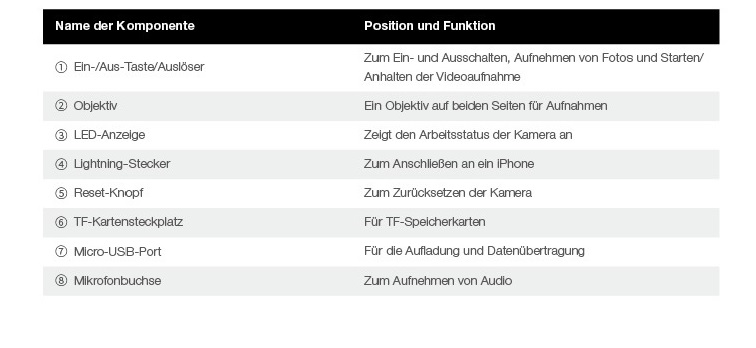 Name der Komponente Position und Funktion
① Ein-/Aus-Taste/Auslöser Zum Ein- und Ausschalten, Aufnehmen von Fotos und Starten/
Anhalten der Videoaufnahme
② Objektiv Ein Objektiv auf beiden Seiten für Aufnahmen
③ LED-Anzeige Zeigt den Arbeitsstatus der Kamera an
④ Lightning-Stecker Zum Anschließen an ein iPhone
⑤ Reset-Knopf Zum Zurücksetzen der Kamera
⑥ TF-Kartensteckplatz Für TF-Speicherkarten
⑦ Micro-USB-Port Für die Aufladung und Datenübertragung
⑧ Mikrofonbuchse Zum Aufnehmen von Audio